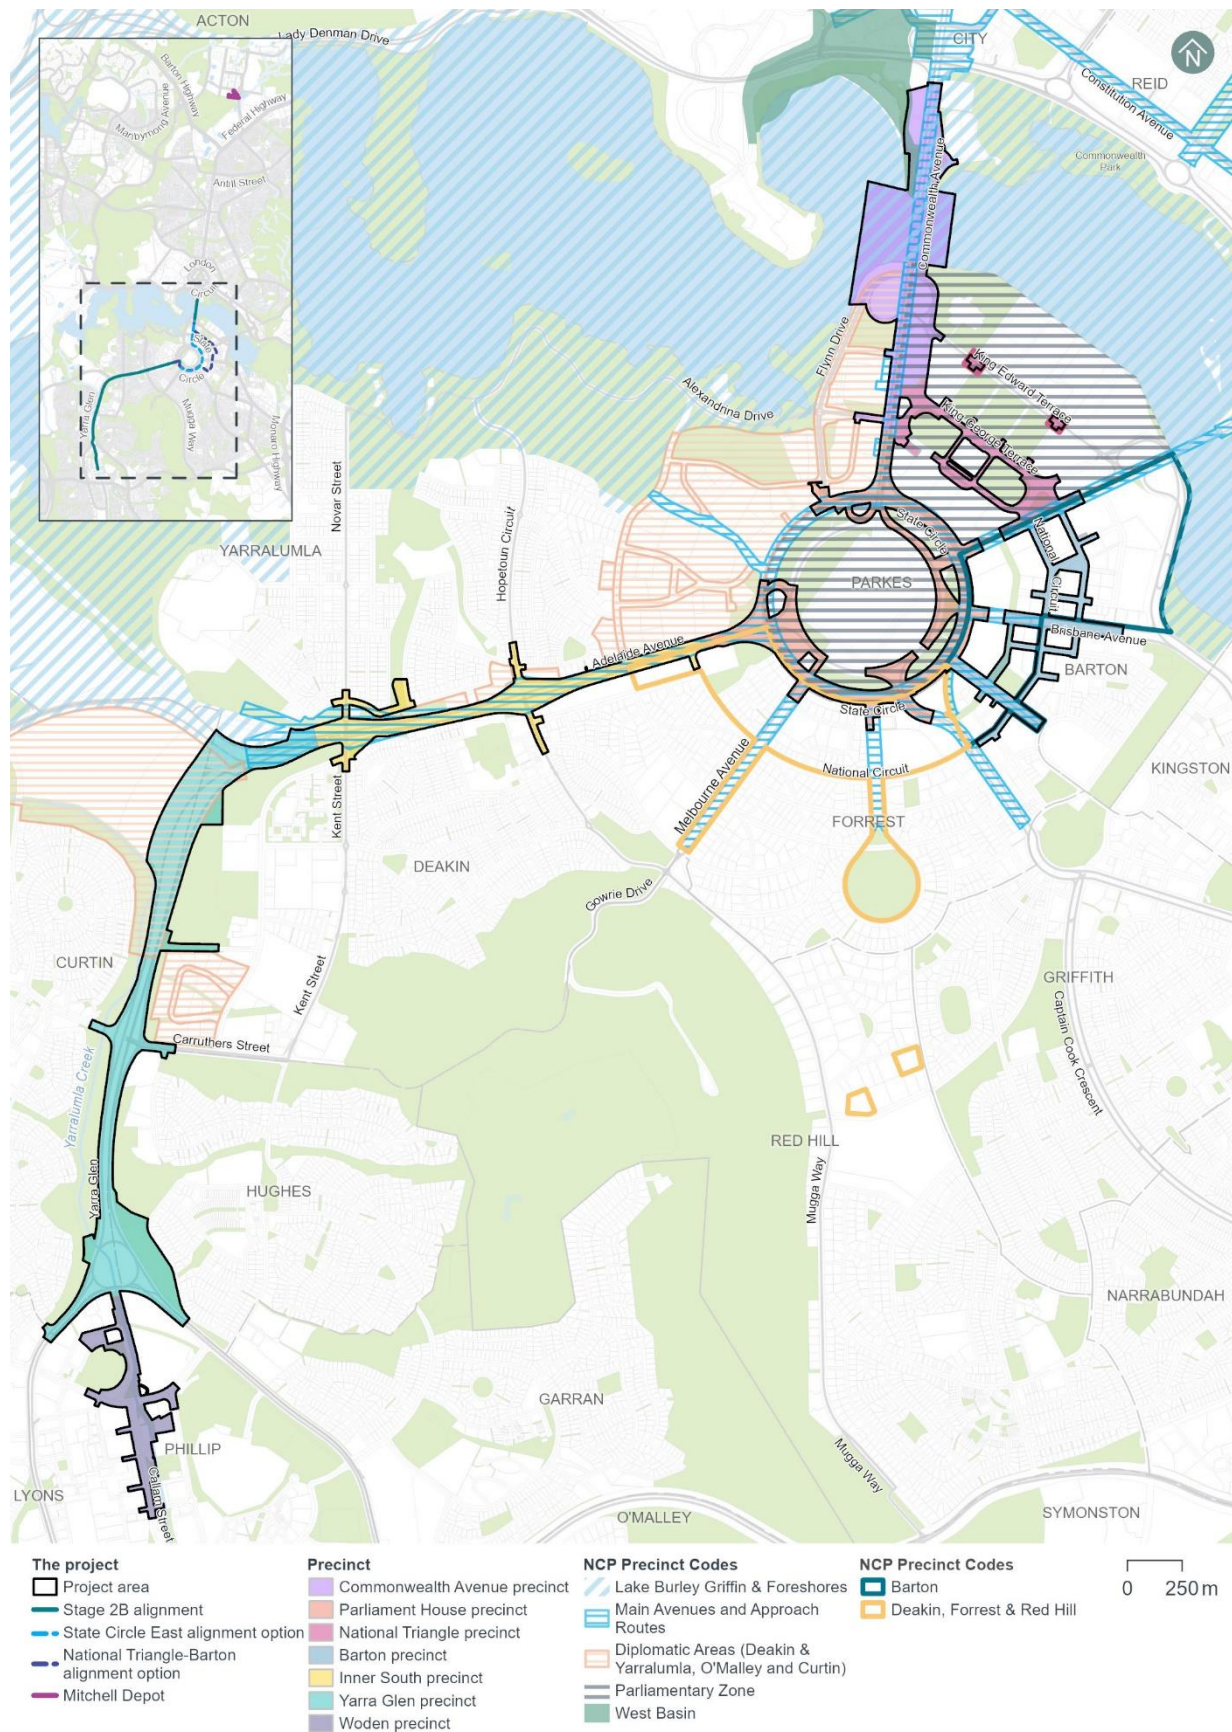 ACTON
Lady Denman Drive
CITY
N
REID
Constitution Avenue
Commonwealth
Park
Barton Highway
Federal Highway
Antill Street
London
Circuit
State
Circle
Yarra Glen
Mugga Way
Monaro Highway
Commonwealth Avenue
Flynn Drive
King Edward Terrace
Alexandrina Drive
King George Terrace
Novar Street
Hopetoun Circuit
YARRALUMLA
State Circle
National
Circuit
PARKES
Brisbane Avenue
BARTON
Adelaide Avenue
State Circle
National Circuit
Melbourne Avenue
KINGSTON
Kent Street
FORREST
DEAKIN
Gowrie Drive
CURTIN
Kent Street
GRIFFITH
Captain Cook Crescent
Carruthers Street
Yarralumla Creek
RED HILL
Mugga Way
HUGHES
Yarra Glen
NARRABUNDAH
GARRAN
PHILLIP
Mugga Way
LYONS
Callam Street
O'MALLEY
SYMONSTON
The project
Project area
Stage 2B alignment
State Circle East alignment option
National Triangle-Barton
alignment option
Mitchell Depot
Precinct
Commonwealth Avenue precinct
Parliament House precinct
National Triangle precinct
Barton precinct
Inner South precinct
Yarra Glen precinct
Woden precinct
NCP Precinct Codes
Lake Burley Griffin & Foreshores
Main Avenues and Approach
Routes
Diplomatic Areas (Deakin &
Yarralumla, O'Malley and Curtin)
Parliamentary Zone
West Basin
NCP Precinct Codes
Barton
Deakin, Forrest & Red Hill
0 250 m